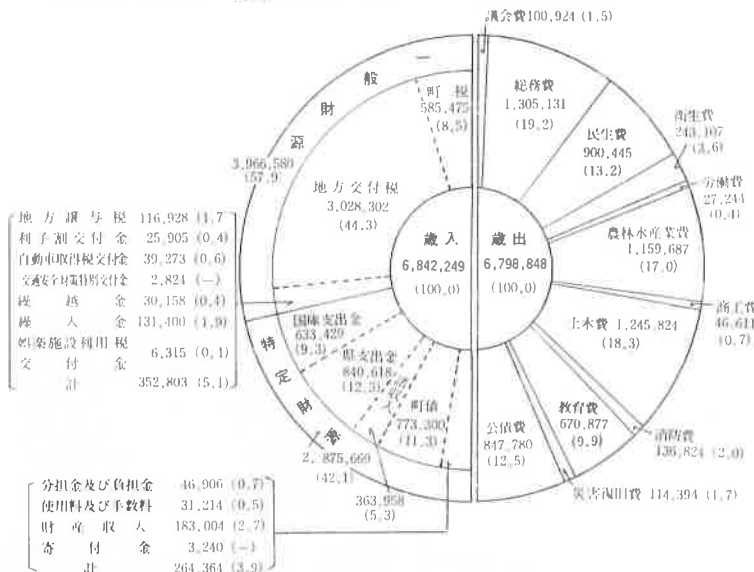 議会費 100,924 (1,5)
総務費
1,305,131
(19,2)
民生費
900,445
(13,2)
衛生費
243,107
(3,6)
労働費
27,244
(0,4)
農林水産業費
1,159,687
(17,0)
商工費
46,611
(0,7)
土木費 1,245,824
(18,3)
消防費
136,824 (2,0)
教育費
670,877
(9,9)
災害復旧費 114,394 (1,7)
公債費
847,780
(12,5)
歳出
6,798,848
(100,0)
歳入
6,842,249
(100,0)
一般財源
3,966,580
(57,9)
町税
585,475
(8,5)
地方交付税
3,028,302
(44,3)
地方譲与税 116,928 (1,7
利子割交付金 25,905 (0,4)
自動車取得税交付金 39,273 (0,6)
交通安全対策特別交付金 2,824 (—)
繰越金 30,158 (0,4)
繰入金 131,400 (1,9)
娯楽施設利用税
交付金 6,315 (0,1)
計 352,803 (5,1)
特定財源
2,875,669
(42,1)
国庫支出金
633,429
(9,3)
県支出金
840,618
(12,3)
町債
773,300
(11,3)
363,958
(5,3)
分担金及び負担金 46,906 (0,7)
使用料及び手数料 31,214 (0,5)
財産収入 183,004 (2,7)
寄付金 3,240 (—)
計 264,364 (3,9)